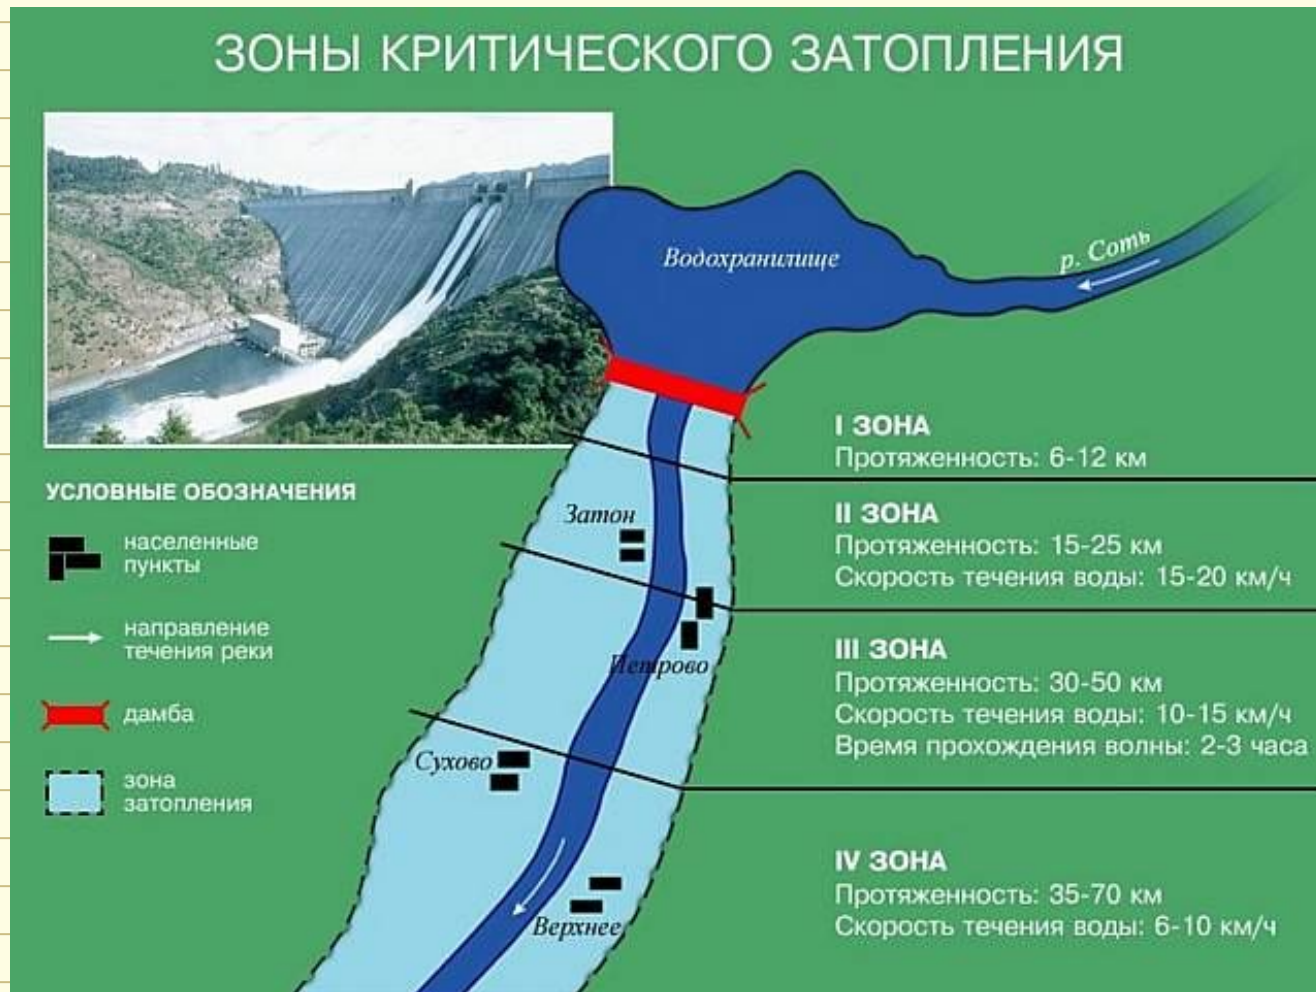 ЗОНЫ КРИТИЧЕСКОГО ЗАТОПЛЕНИЯ
Водохранилище
р. Соть
I ЗОНА
Протяженность: 6-12 км
УСЛОВНЫЕ ОБОЗНАЧЕНИЯ
населенные
пункты
направление
течения реки
дамба
зона
затопления
Затон
II ЗОНА
Протяженность: 15-25 км
Скорость течения воды: 15-20 км/ч
Петрово
III ЗОНА
Протяженность: 30-50 км
Скорость течения воды: 10-15 км/ч
Время прохождения волны: 2-3 часа
Сухово
IV ЗОНА
Протяженность: 35-70 км
Скорость течения воды: 6-10 км/ч
Верхнее